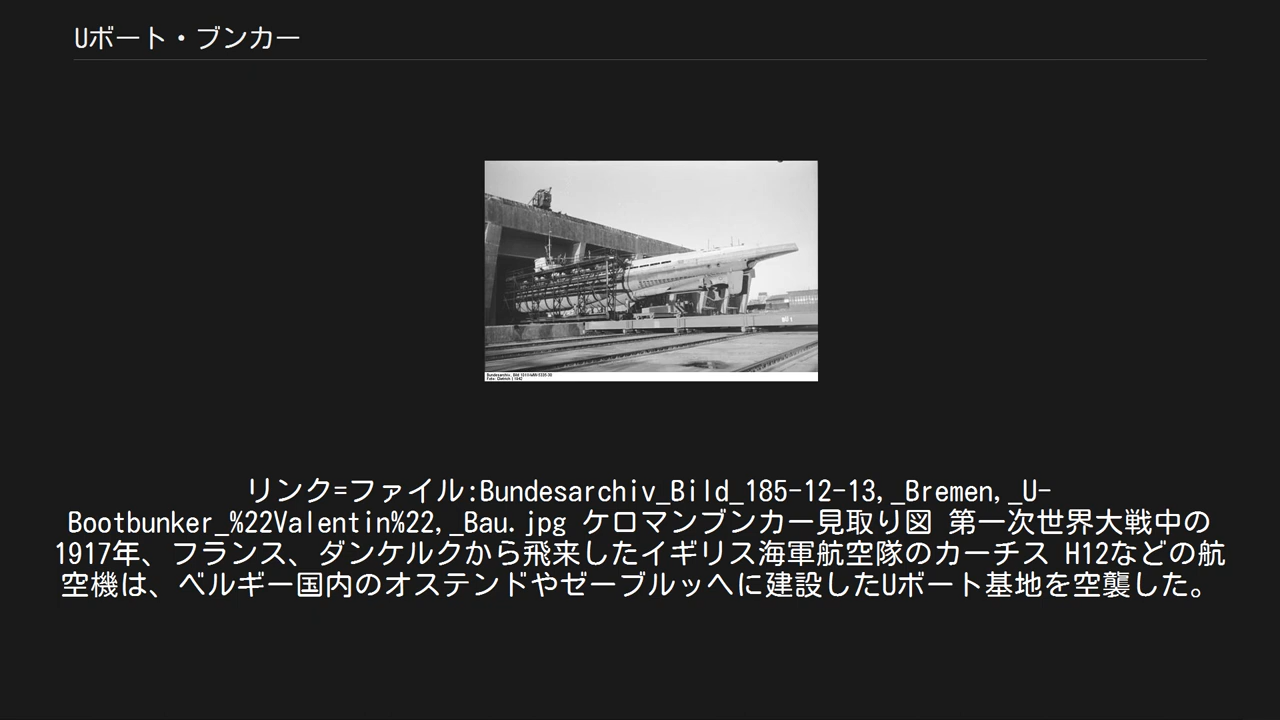 Uボート・ブンカー
リンク=ファイル:Bundesarchiv_Bild_185-12-13,_Bremen,_U-
Bootbunker_%22Valentin%22,_Bau.jpg ケロマンブンカー見取り図 第一次世界大戦中の
1917年、フランス、ダンケルクから飛来したイギリス海軍航空隊のカーチス H12などの航
空機は、ベルギー国内のオステンドやゼーブルッヘに建設したUボート基地を空襲した。